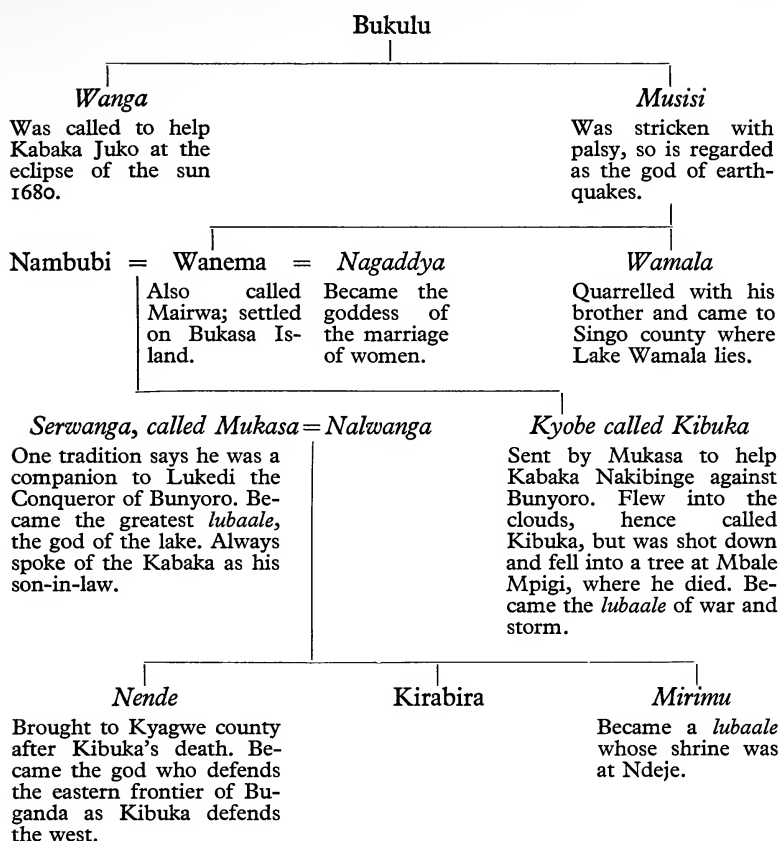 Bukulu
Wanga
Was called to help
Kabaka Juko at the
eclipse of the sun
1680.
Musisi
Was stricken with
palsy, so is regarded
as the god of earth-
quakes.
Nambubi = Wanema = Nagaddya
Also called
Mairwa; settled
on Bukasa Is-
land.
Became the
goddess of
the marriage
of women.
Wamala
Quarrelled with his
brother and came to
Singo county where
Lake Wamala lies.
Serwanga, called Mukasa = Nalwanga
One tradition says he was a
companion to Lukedi the
Conqueror of Bunyoro. Be-
came the greatest lubaale,
the god of the lake. Always
spoke of the Kabaka as his
son-in-law.
Kyobe called Kibuka
Sent by Mukasa to help
Kabaka Nakibinge against
Bunyoro. Flew into the
clouds, hence called
Kibuka, but was shot down
and fell into a tree at Mbale
Mpigi, where he died. Be-
came the lubaale of war and
storm.
Nende
Brought to Kyagwe county
after Kibuka's death. Be-
came the god who defends
the eastern frontier of Bu-
ganda as Kibuka defends
the west.
Kirabira
Mirimu
Became a lubaale
whose shrine was
at Ndeje.